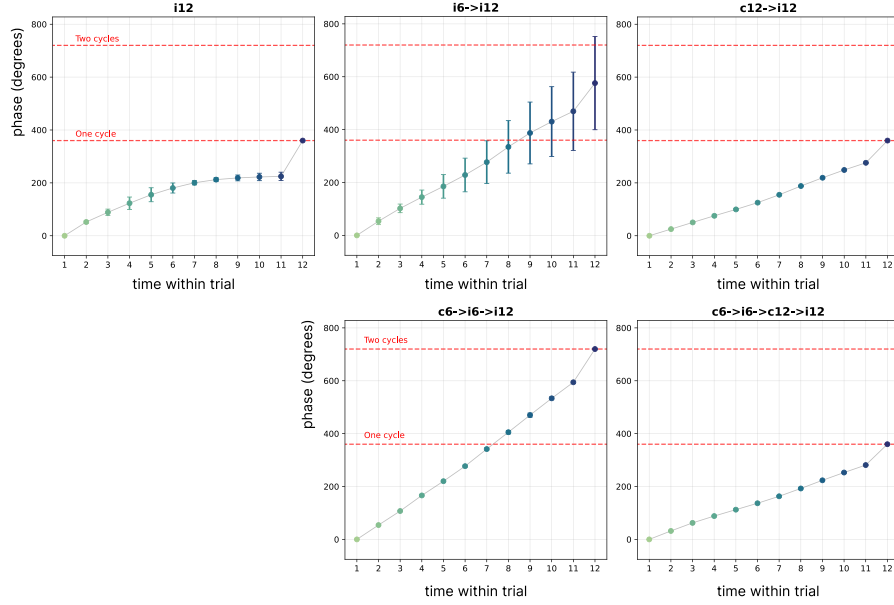 i12
i6->i12
c12->i12
phase (degrees)
800
600
400
200
0
Two cycles
One cycle
1 2 3 4 5 6 7 8 9 10 11 12
time within trial
800
600
400
200
0
1 2 3 4 5 6 7 8 9 10 11 12
time within trial
800
600
400
200
0
1 2 3 4 5 6 7 8 9 10 11 12
time within trial
c6->i6->i12
c6->i6->c12->i12
phase (degrees)
800
600
400
200
0
Two cycles
One cycle
1 2 3 4 5 6 7 8 9 10 11 12
time within trial
800
600
400
200
0
1 2 3 4 5 6 7 8 9 10 11 12
time within trial